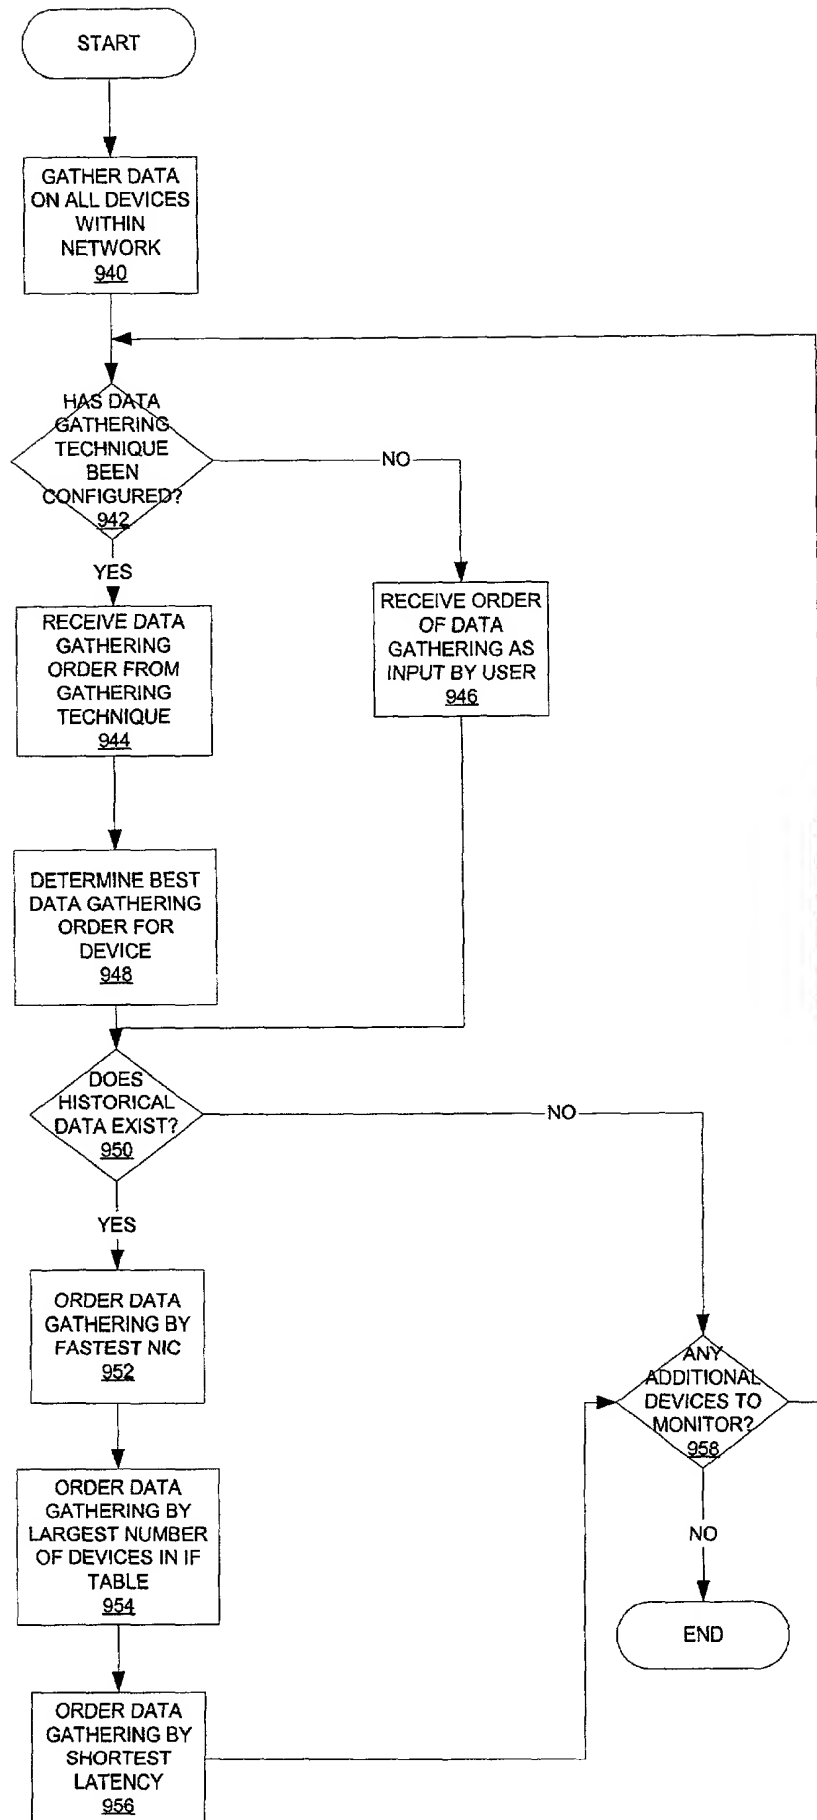 START
GATHER DATA
ON ALL DEVICES
WITHIN
NETWORK
940
HAS DATA
GATHERING
TECHNIQUE
BEEN
CONFIGURED?
942
NO
YES
RECEIVE DATA
GATHERING
ORDER FROM
GATHERING
TECHNIQUE
944
RECEIVE ORDER
OF DATA
GATHERING AS
INPUT BY USER
946
DETERMINE BEST
DATA GATHERING
ORDER FOR
DEVICE
948
DOES
HISTORICAL
DATA EXIST?
950
NO
YES
ORDER DATA
GATHERING BY
FASTEST NIC
952
ANY
ADDITIONAL
DEVICES TO
MONITOR?
958
ORDER DATA
GATHERING BY
LARGEST NUMBER
OF DEVICES IN IF
TABLE
954
NO
END
ORDER DATA
GATHERING BY
SHORTEST
LATENCY
956